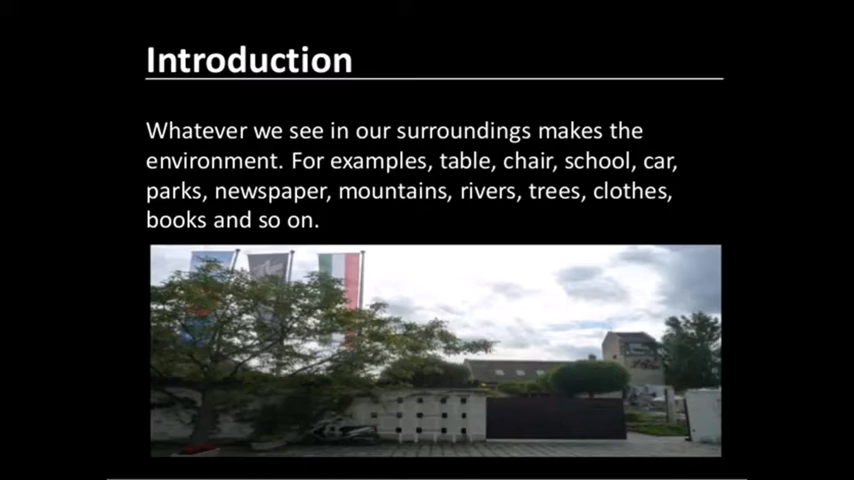 Introduction
Whatever we see in our surroundings makes the
environment. For examples, table, chair, school, car,
parks, newspaper, mountains, rivers, trees, clothes,
books and so on.